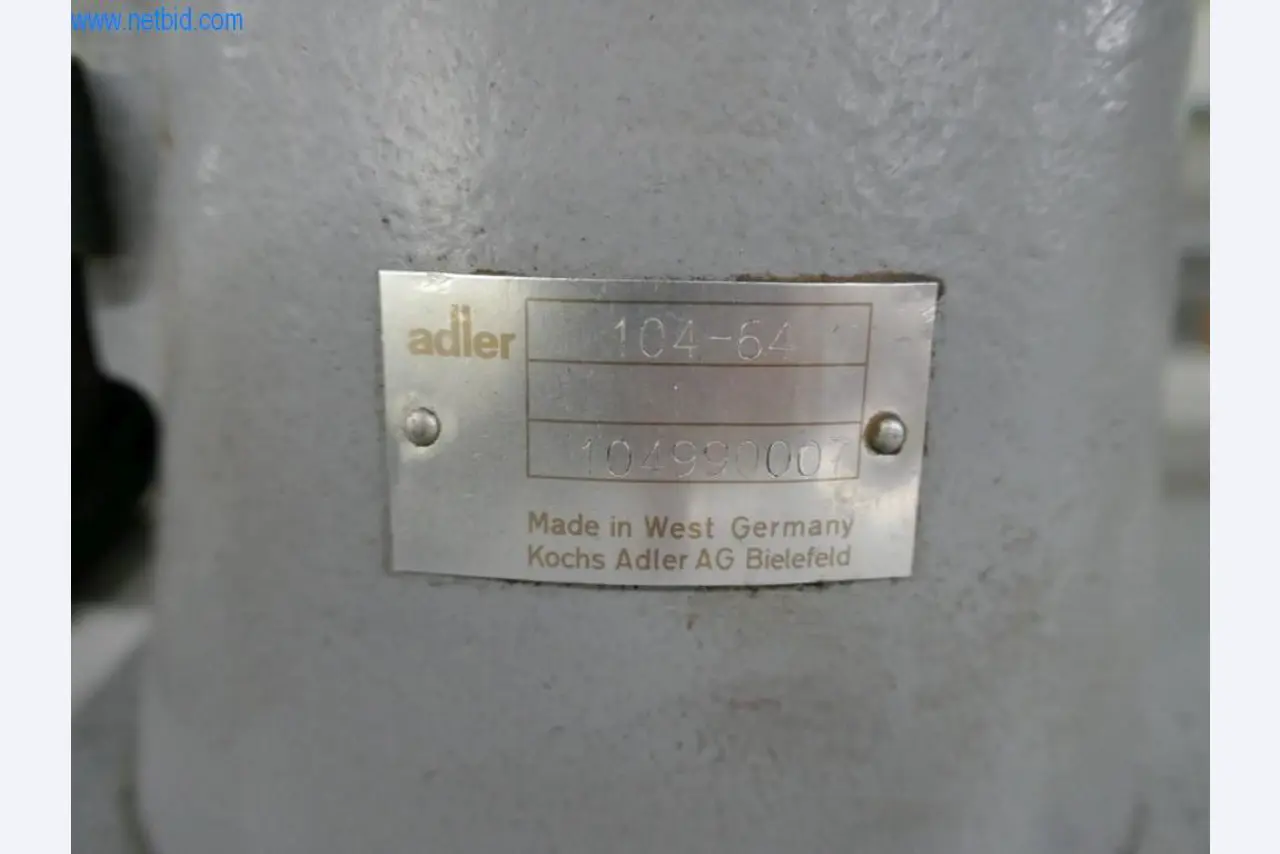 www.netbid.com
adler
104-64
104990007
Made in West Germany
Kochs Adler AG Bielefeld